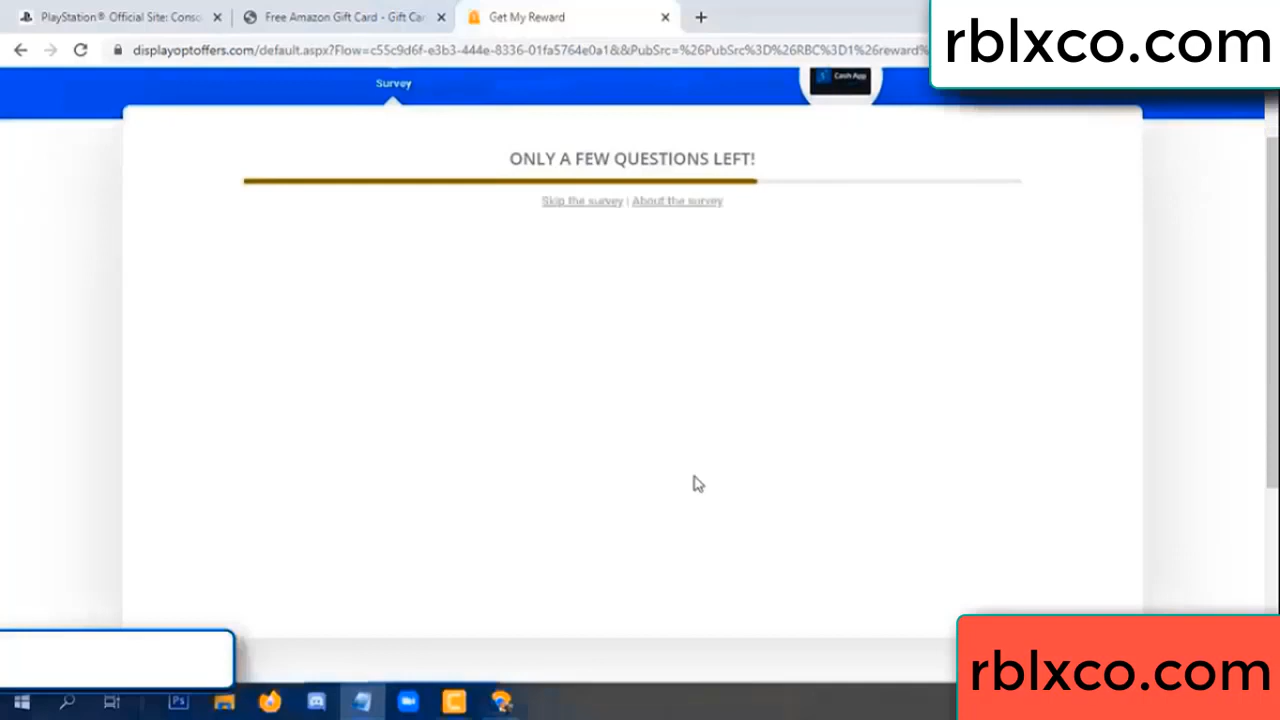 PlayStation® Official Site: Conso
Free Amazon Gift Card - Gift Car
Get My Reward
rblxco.com
displayoptoffers.com/default.aspx?Flow=c55c9d6f-e3b3-444e-8336-01fa5764e0a1&&PubSrc=%26PubSrc%3D%26RBC%3D1%26reward%
Survey
Cash App
ONLY A FEW QUESTIONS LEFT!
Skip the survey | About the survey
rblxco.com
Ps